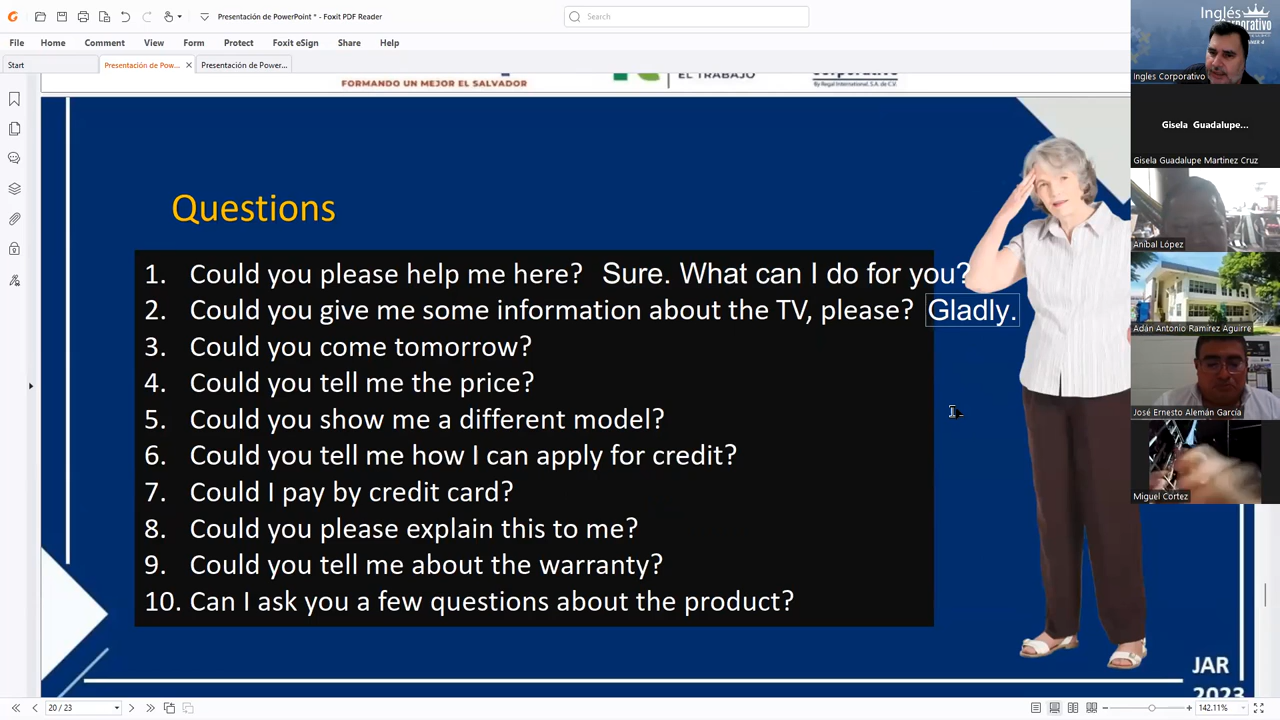 Presentación de PowerPoint * - Foxit PDF Reader
Search
File Home Comment View Form Protect Foxit eSign Share Help
Start
Presentación de Pow...
Presentación de Power...
FORMANDO UN MEJOR EL SALVADOR
EL TRABAJO
By Regal International, S.A. de C.V.
Questions
1. Could you please help me here? Sure. What can I do for you?
2. Could you give me some information about the TV, please? Gladly.
3. Could you come tomorrow?
4. Could you tell me the price?
5. Could you show me a different model?
6. Could you tell me how I can apply for credit?
7. Could I pay by credit card?
8. Could you please explain this to me?
9. Could you tell me about the warranty?
10. Can I ask you a few questions about the product?
JAR
2023
Inglés
Ingles Corporativo
Gisela Guadalupe...
Gisela Guadalupe Martinez Cruz
Anibal López
Adán Antonio Ramírez Aguirre
José Ernesto Alemán García
Miguel Cortez
20 / 23
142.11%